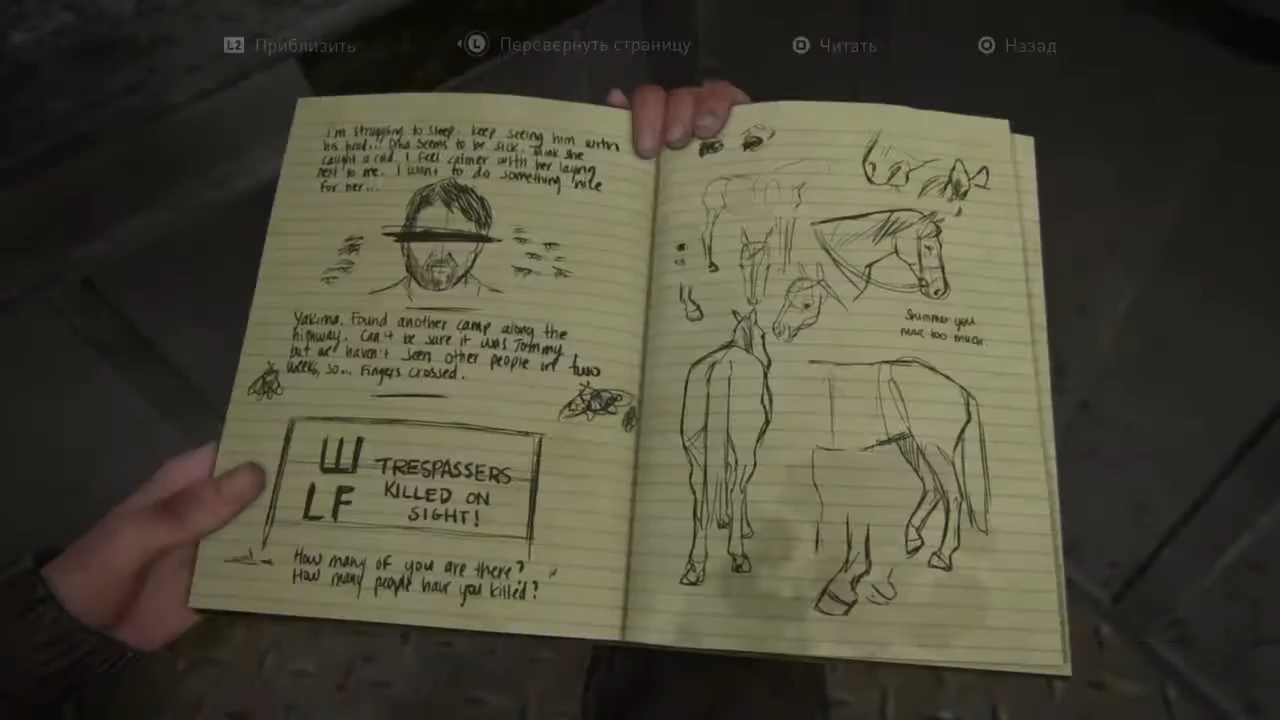 L2 Приблизить
L Перевернуть страницу
Читать
Назад
I'm struggling to sleep. Keep seeing him with
his head... Dina seems to be sick. Think she
caught a cold. I feel calmer with her laying
next to me. I want to do something nice
for her...
Yakima. Found another camp along the
highway. Can't be sure it was Tommy
but we haven't seen other people in two
weeks, so... Fingers crossed.
W
LF
TRESPASSERS
KILLED ON
SIGHT!
How many of you are there?
How many people have you killed?
Shimmer you
move too much